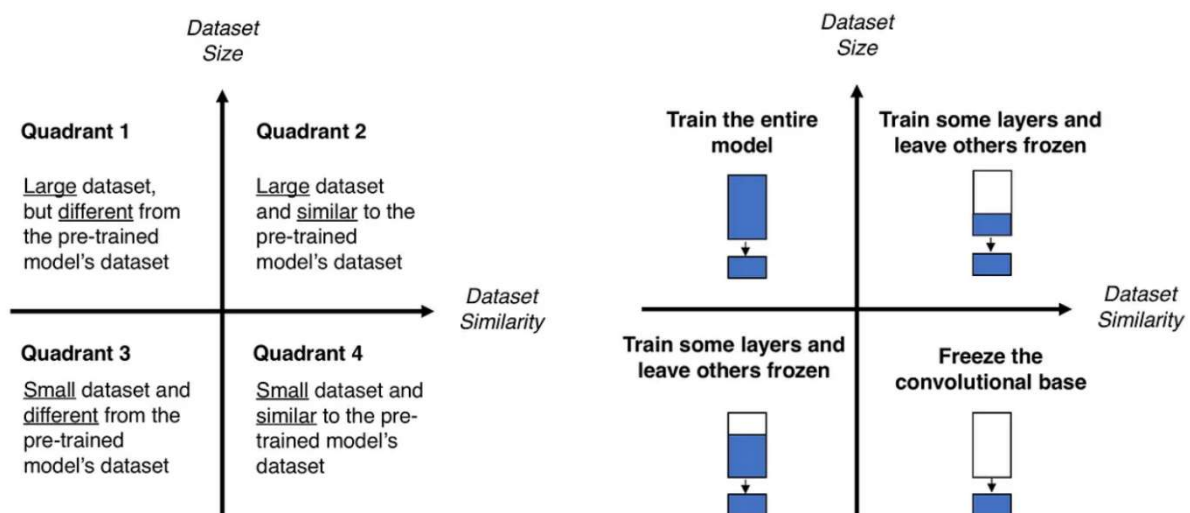 Dataset
Size
Quadrant 1
Large dataset,
but different from
the pre-trained
model's dataset
Quadrant 2
Large dataset
and similar to the
pre-trained
model's dataset
Dataset
Similarity
Quadrant 3
Small dataset and
different from the
pre-trained
model's dataset
Quadrant 4
Small dataset and
similar to the pre-
trained model's
dataset
Dataset
Size
Train the entire
model
Train some layers and
leave others frozen
Dataset
Similarity
Train some layers and
leave others frozen
Freeze the
convolutional base